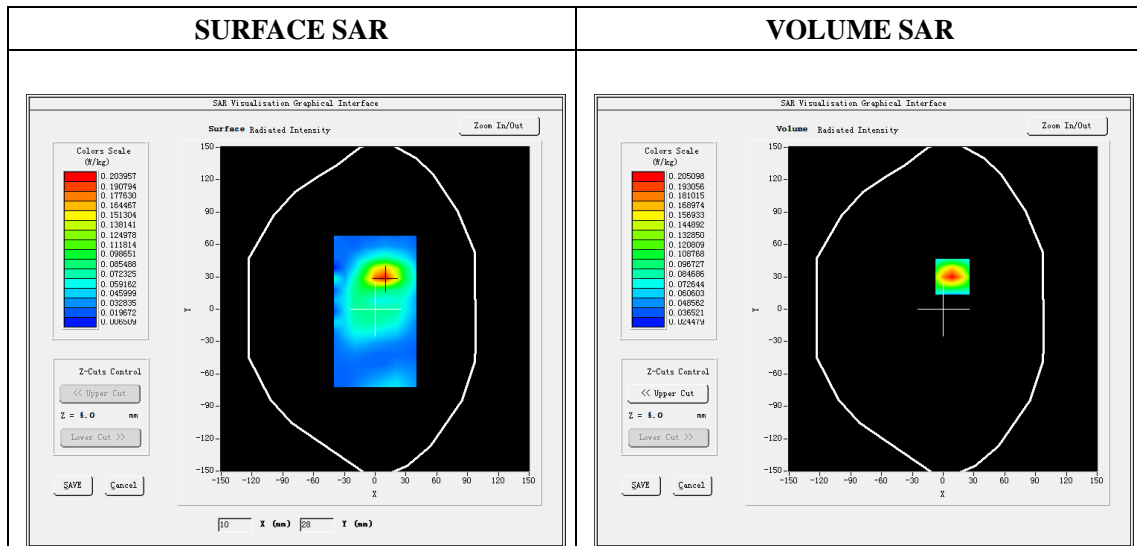 SURFACE SAR
VOLUME SAR
SAR Visualisation Graphical Interface
Surface Radiated Intensity
Zoom In/Out
Colors Scale
(W/kg)
0.203957
0.190794
0.177630
0.164467
0.151304
0.138141
0.124978
0.111814
0.098651
0.085488
0.072325
0.059162
0.045999
0.032835
0.019672
0.006509
Z-Cuts Control
<< Upper Cut
Z = 4.0 mm
Lower Cut >>
SAVE Cancel
150
120
90
60
30
0
-30
-60
-90
-120
-150
Y
-150 -120 -90 -60 -30 0 30 60 90 120 150
X
10 X (mm) 28 Y (mm)
SAR Visualisation Graphical Interface
Volume Radiated Intensity
Zoom In/Out
Colors Scale
(W/kg)
0.205098
0.193056
0.181015
0.168974
0.156933
0.144892
0.132850
0.120809
0.108768
0.096727
0.084686
0.072644
0.060603
0.048562
0.036521
0.024479
Z-Cuts Control
<< Upper Cut
Z = 4.0 mm
Lower Cut >>
SAVE Cancel
150
120
90
60
30
0
-30
-60
-90
-120
-150
Y
-150 -120 -90 -60 -30 0 30 60 90 120 150
X